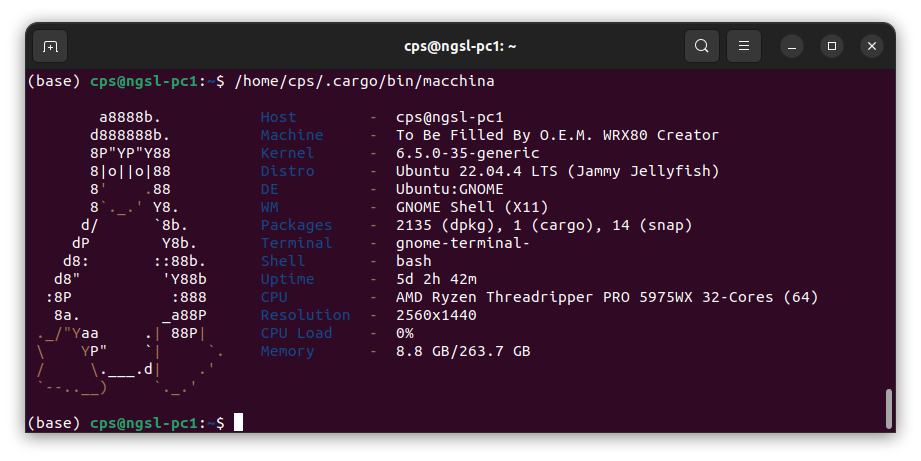 cps@ngsl-pc1: ~
(base) cps@ngsl-pc1:~$ /home/cps/.cargo/bin/macchina
         a8888b.           Host        -  cps@ngsl-pc1
        d888888b.          Machine     -  To Be Filled By O.E.M. WRX80 Creator
        8P"YP"Y88          Kernel      -  6.5.0-35-generic
        8|o||o|88          Distro      -  Ubuntu 22.04.4 LTS (Jammy Jellyfish)
        8'    .88          DE          -  Ubuntu:GNOME
        8`._.' Y8.         WM          -  GNOME Shell (X11)
       d/      `8b.        Packages    -  2135 (dpkg), 1 (cargo), 14 (snap)
      dP        Y8b.       Terminal    -  gnome-terminal-
     d8:       ::88b.      Shell       -  bash
    d8"         'Y88b      Uptime      -  5d 2h 42m
   :8P           :888      CPU         -  AMD Ryzen Threadripper PRO 5975WX 32-Cores (64)
    8a.         _a88P      Resolution  -  2560x1440
  ._/"Yaa     .| 88P|      CPU Load    -  0%
  \    YP"    `|     `.    Memory      -  8.8 GB/263.7 GB
  /     \.___.d|    .'
  `--..__)     `._.'
(base) cps@ngsl-pc1:~$